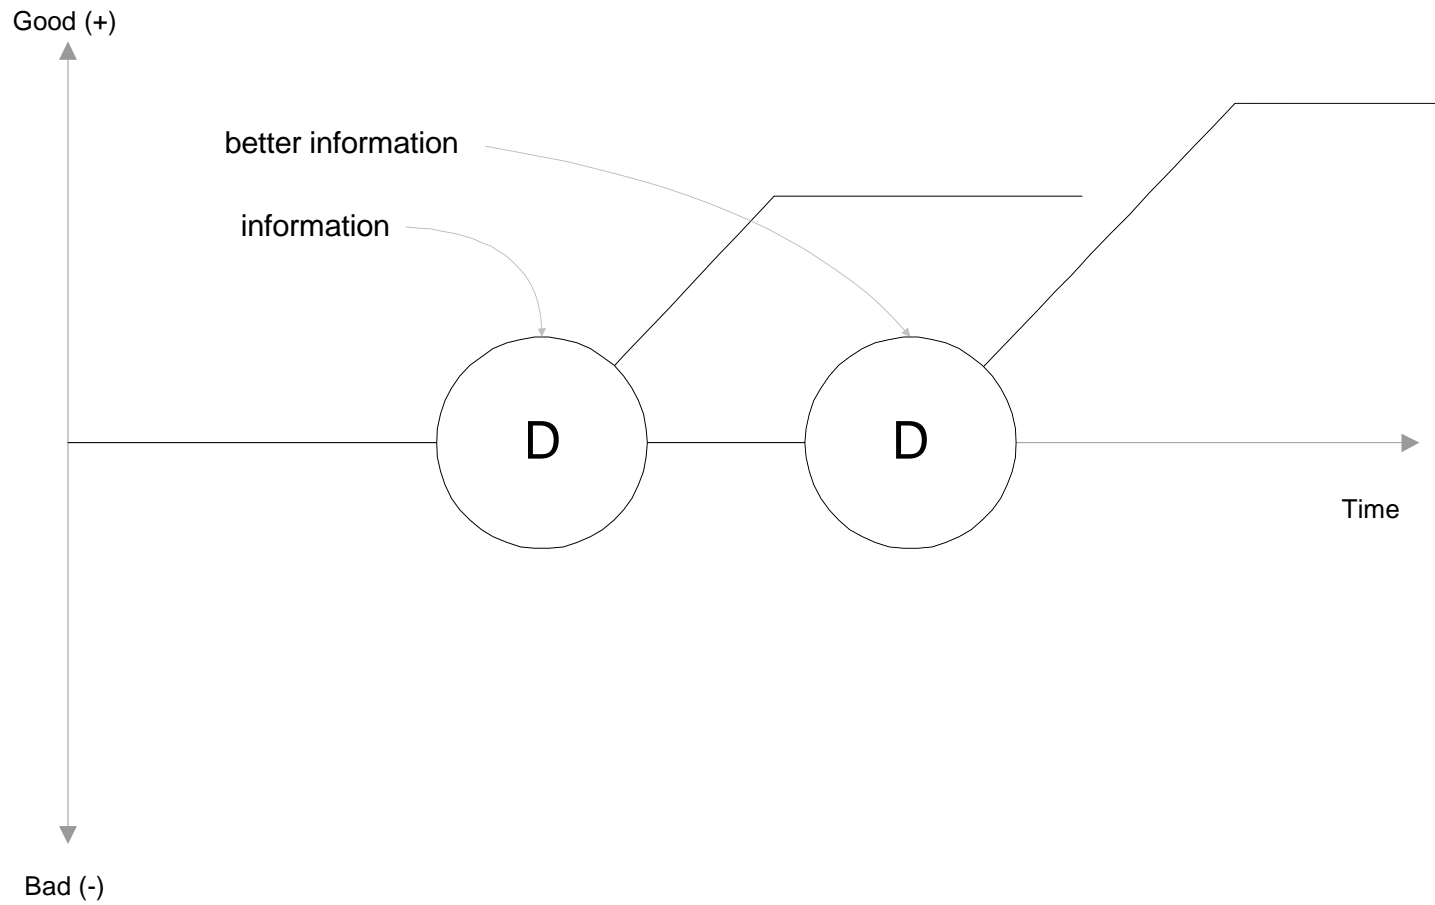 Good (+)
better information
information
D
D
Time
Bad (-)